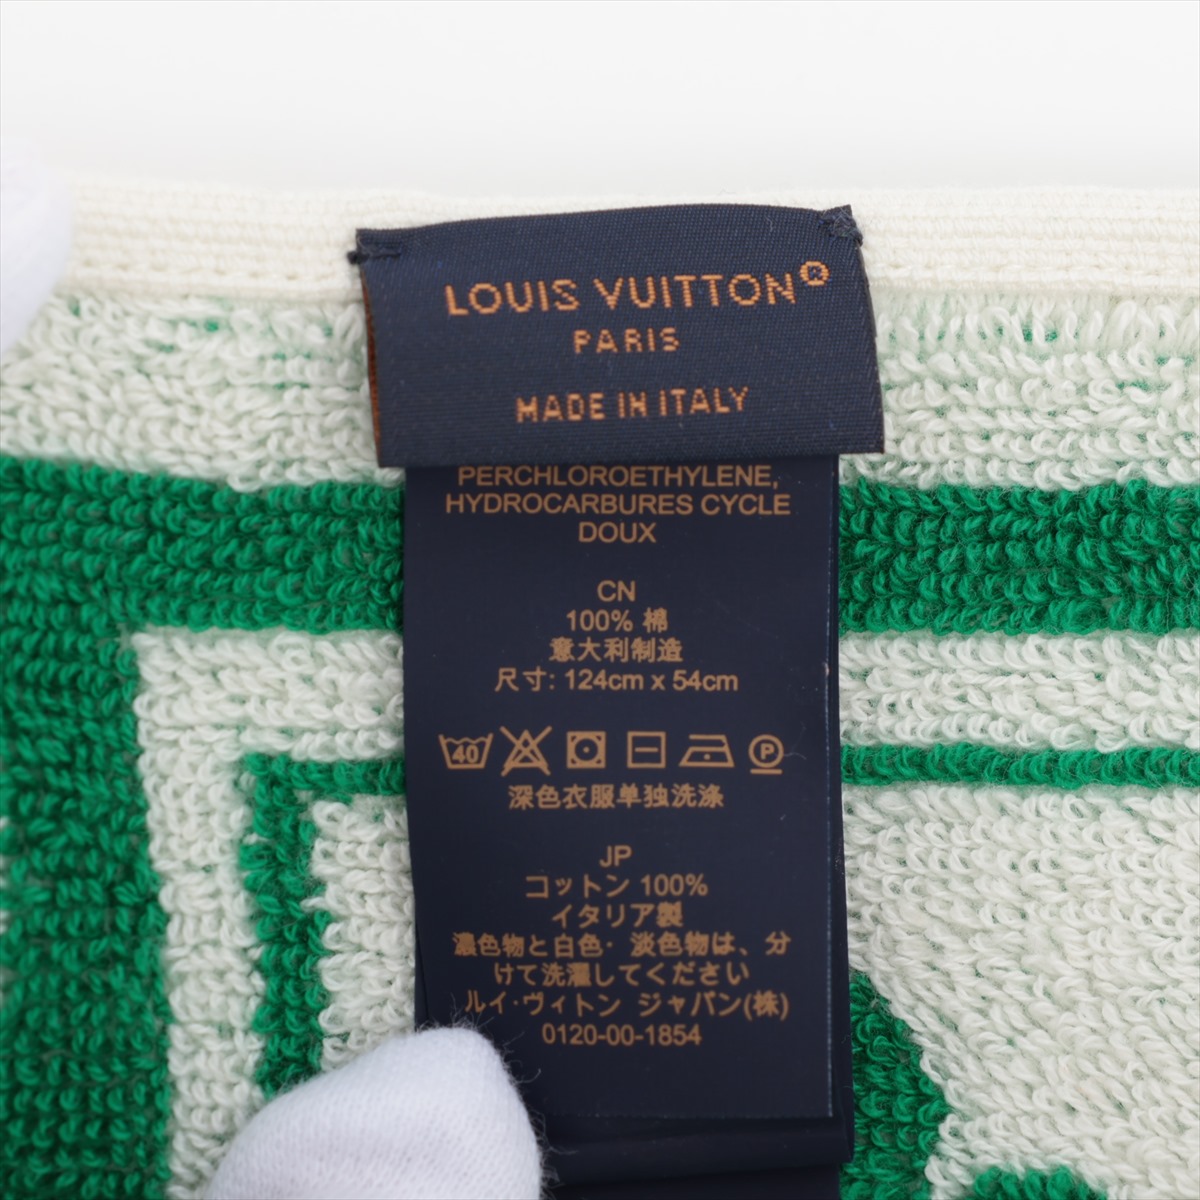 LOUIS VUITTON®
PARIS
MADE IN ITALY
PERCHLOROETHYLENE,
HYDROCARBURES CYCLE
DOUX
CN
100% 棉
意大利制造
尺寸: 124cm x 54cm
40 P
深色衣服单独洗涤
JP
コットン 100%
イタリア製
濃色物と白色・淡色物は、分
けて洗濯してください
ルイ・ヴィトン ジャパン(株)
0120-00-1854